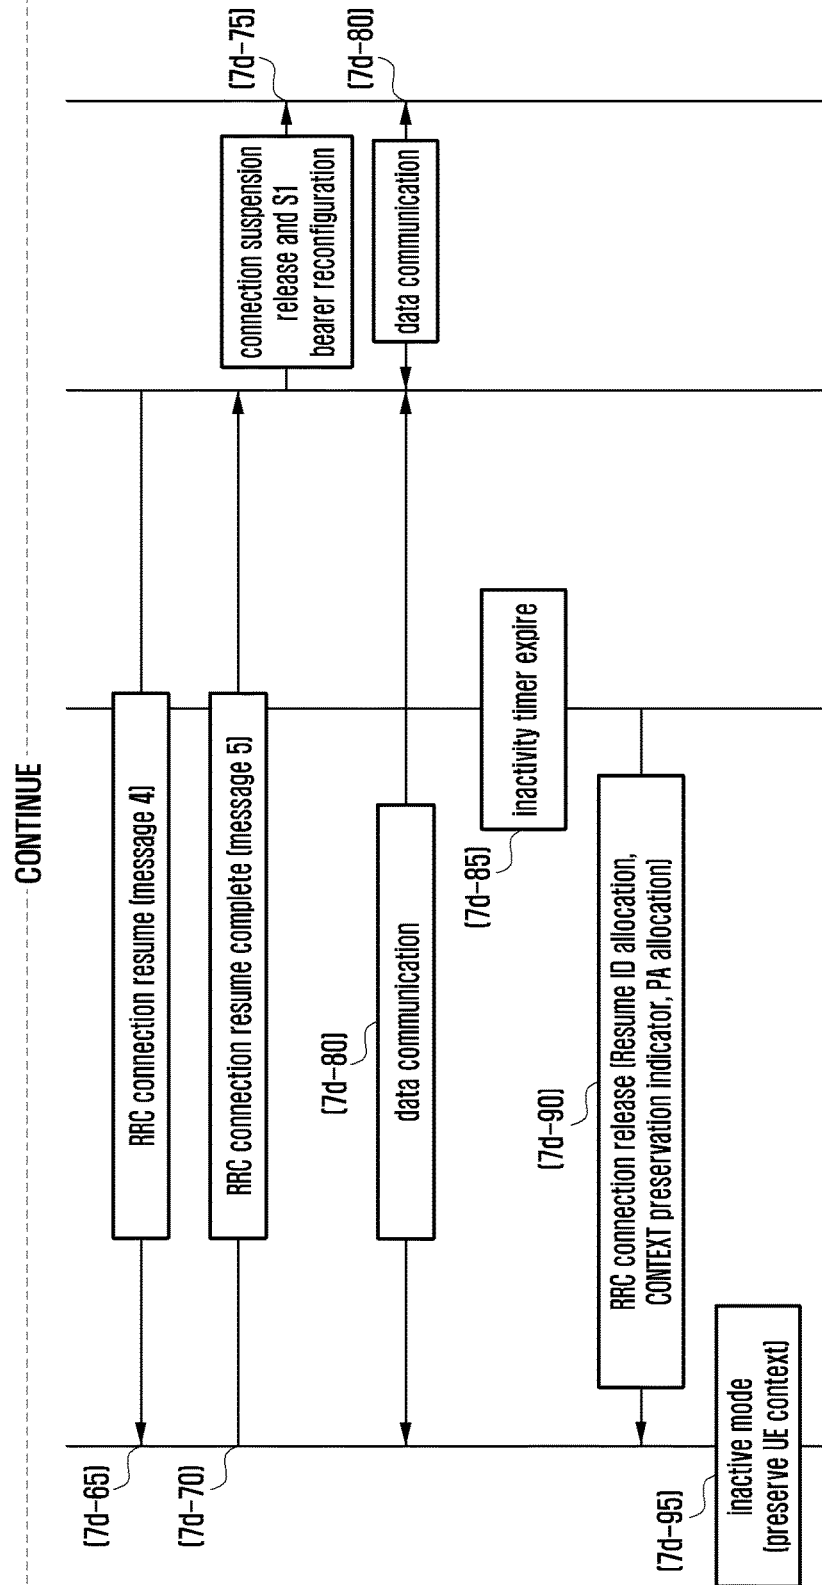 CONTINUE
(7d-65)
RRC connection resume (message 4)
(7d-70)
RRC connection resume complete (message 5)
connection suspension
release and S1
bearer reconfiguration
(7d-75)
(7d-80)
data communication
data communication
(7d-80)
(7d-85)
inactivity timer expire
(7d-90)
RRC connection release (Resume ID allocation,
CONTEXT preservation indicator, PA allocation)
(7d-95)
inactive mode
(preserve UE context)